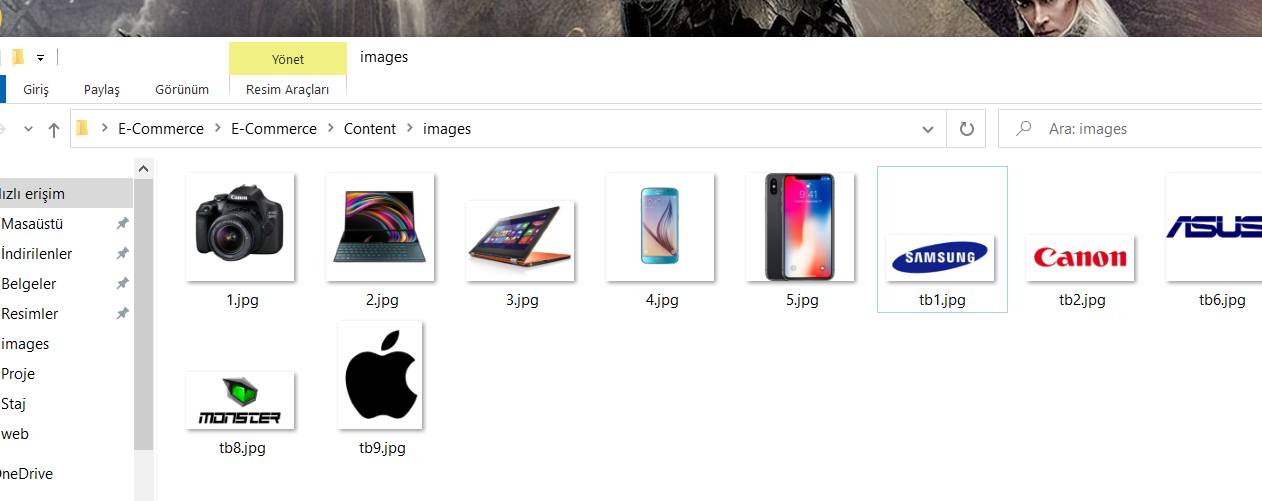 Yönet
images
Giriş
Paylaş
Görünüm
Resim Araçları
E-Commerce
E-Commerce
Content
images
Ara: images
ızlı erişim
Masaüstü
İndirilenler
Belgeler
Resimler
images
Proje
Staj
web
OneDrive
Canon
1.jpg
2.jpg
3.jpg
4.jpg
9:41
5.jpg
SAMSUNG
tb1.jpg
Canon
tb2.jpg
ASUS
tb6.jpg
MONSTER
tb8.jpg
tb9.jpg